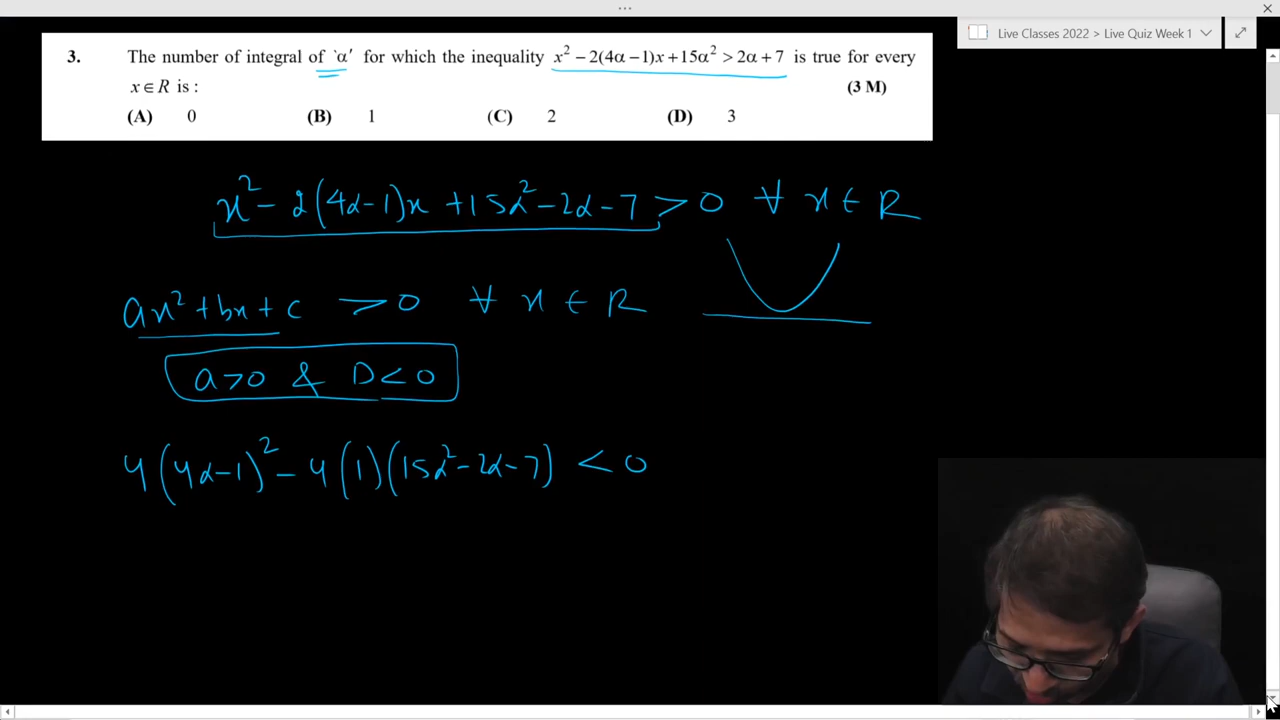 Live Classes 2022 > Live Quiz Week 1
3. The number of integral of 'α' for which the inequality x² − 2(4α − 1)x + 15α² > 2α + 7 is true for every
x ∈ R is : (3 M)
(A) 0 (B) 1 (C) 2 (D) 3
x² − 2(4α−1)x + 15α² − 2α − 7 > 0 ∀ x ∈ R
ax² + bx + c > 0 ∀ x ∈ R
a>0 & D<0
4(4α−1)² − 4(1)(15α² − 2α − 7) < 0